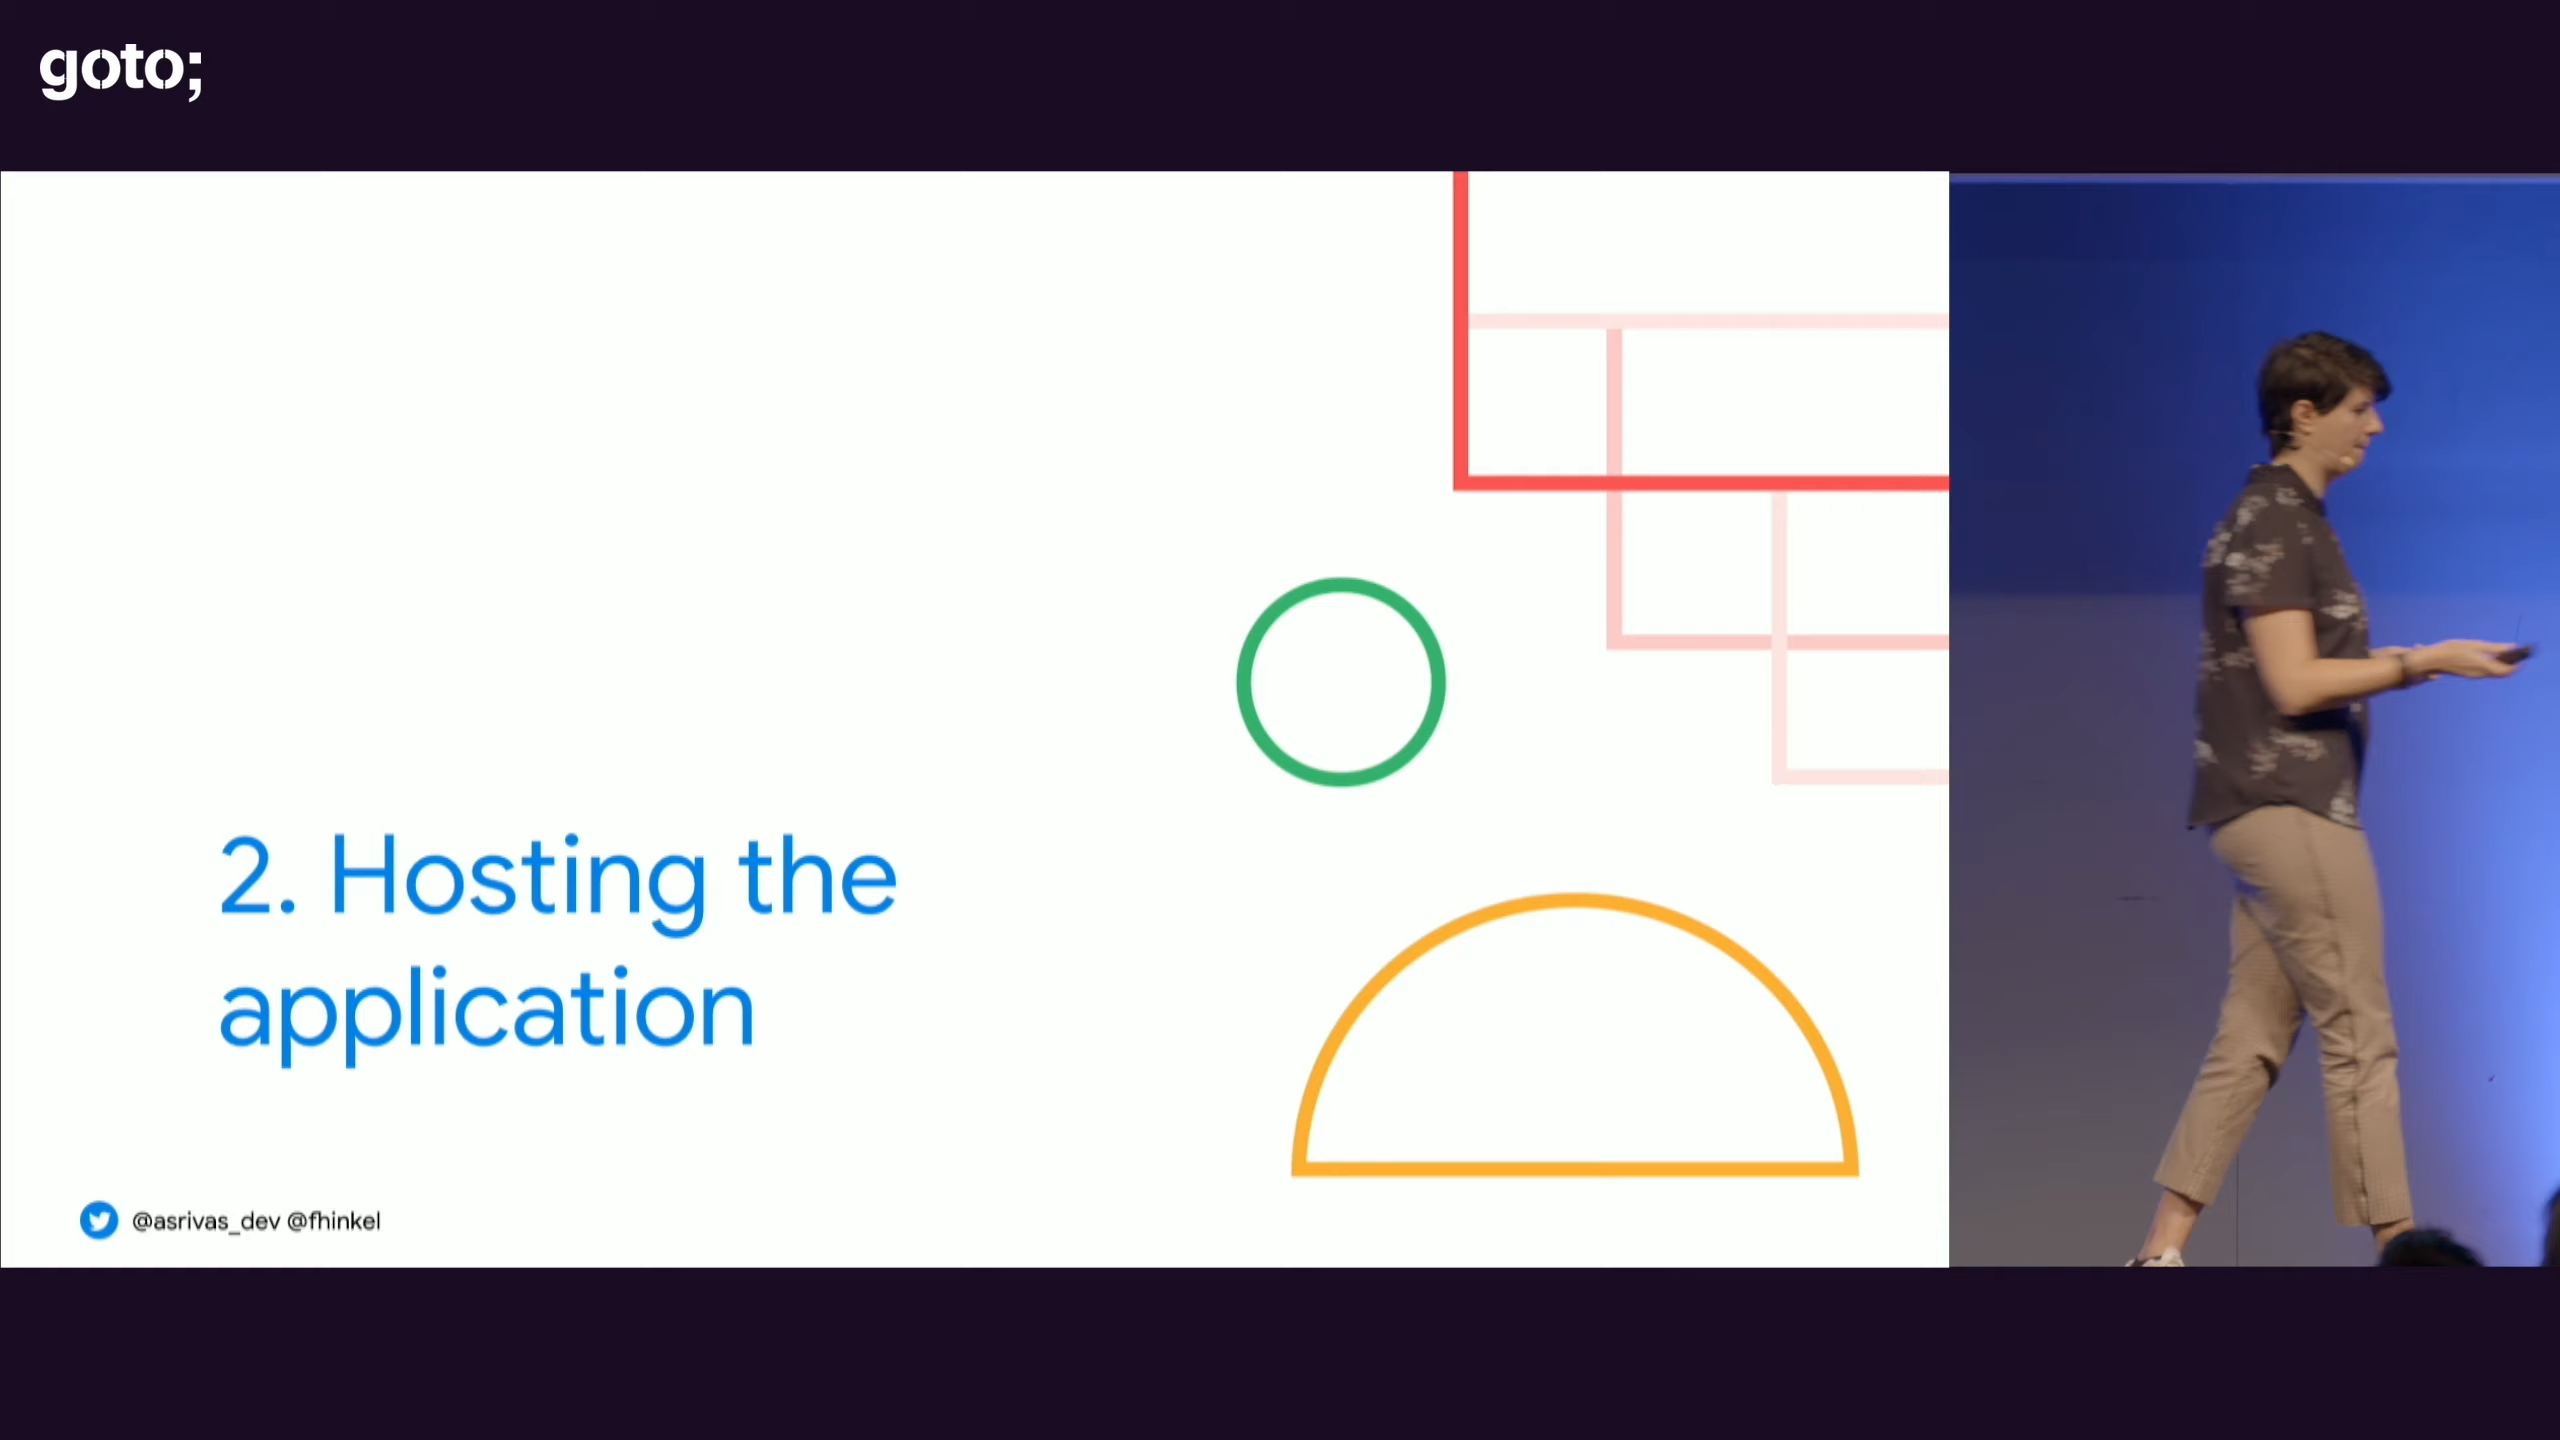 goto;
2. Hosting the
application
@asrivas_dev @fhinkel